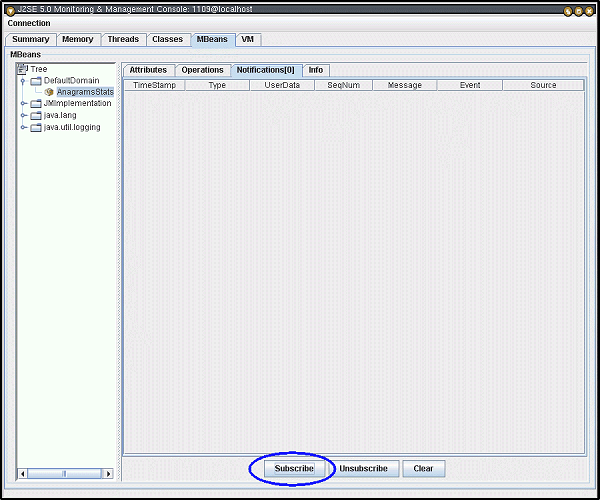 J2SE 5.0 Monitoring & Management Console: 1109@localhost
Connection
Summary Memory Threads Classes MBeans VM
MBeans
Tree
DefaultDomain
AnagramsStats
JMImplementation
java.lang
java.util.logging
Attributes Operations Notifications[0] Info
TimeStamp Type UserData SeqNum Message Event Source
Subscribe Unsubscribe Clear